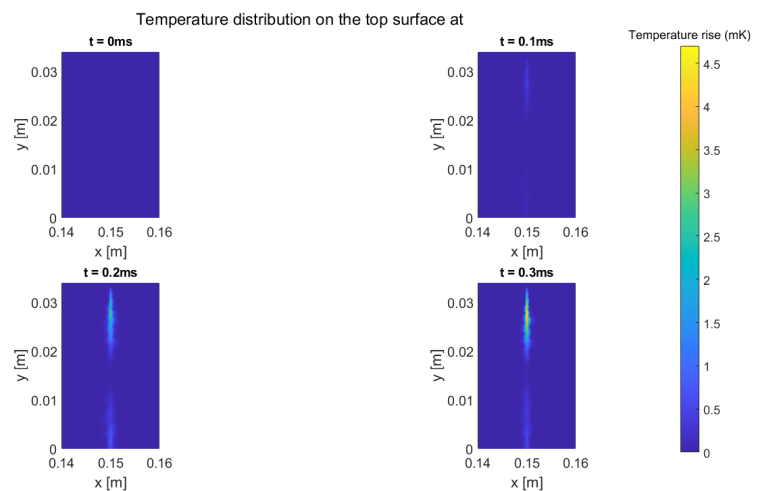 Temperature distribution on the top surface at
Temperature rise (mK)
t = 0ms
0.03
0.02
0.01
0
y [m]
0.14 0.15 0.16
x [m]
t = 0.1ms
0.03
0.02
0.01
0
y [m]
0.14 0.15 0.16
x [m]
t = 0.2ms
0.03
0.02
0.01
0
y [m]
0.14 0.15 0.16
x [m]
t = 0.3ms
0.03
0.02
0.01
0
y [m]
0.14 0.15 0.16
x [m]
4.5
4
3.5
3
2.5
2
1.5
1
0.5
0